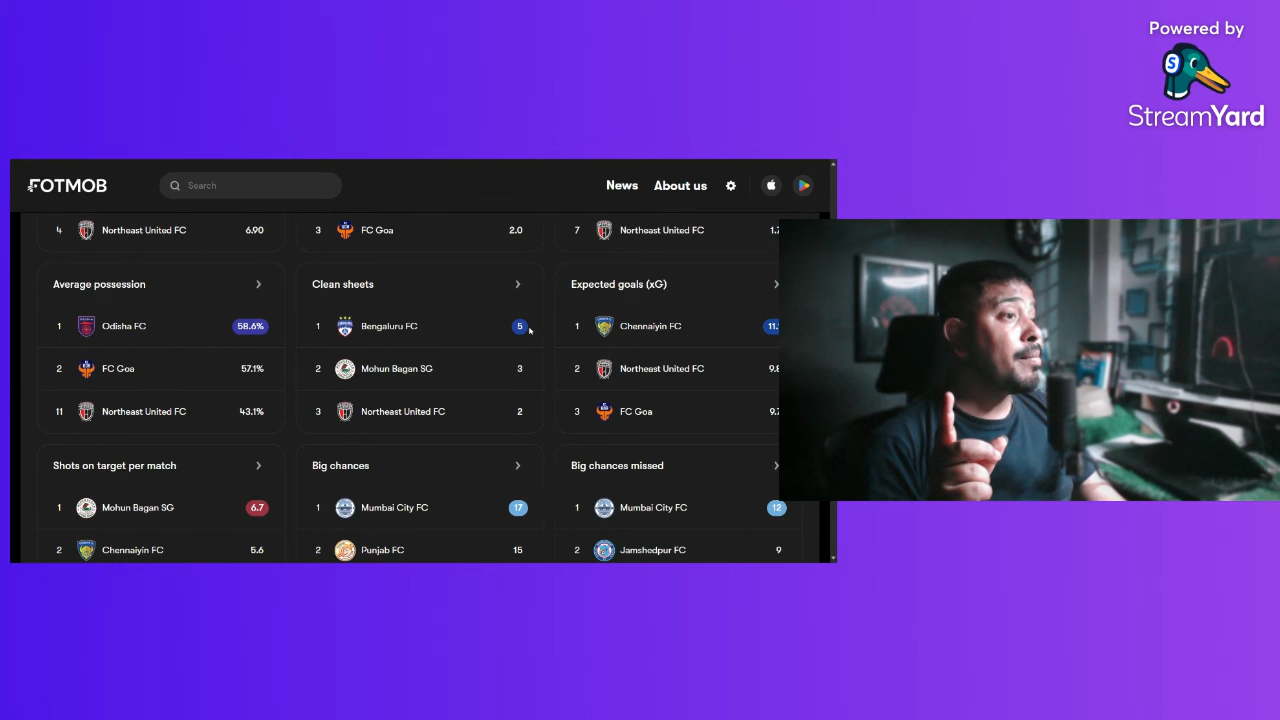 Powered by
StreamYard
FOTMOB
Search
News
About us
4 Northeast United FC 6.90
3 FC Goa 2.0
7 Northeast United FC
Average possession
1 Odisha FC 58.6%
2 FC Goa 57.1%
11 Northeast United FC 43.1%
Clean sheets
1 Bengaluru FC 5
2 Mohun Bagan SG 3
3 Northeast United FC 2
Expected goals (xG)
1 Chennaiyin FC
2 Northeast United FC
3 FC Goa
Shots on target per match
1 Mohun Bagan SG 6.7
2 Chennaiyin FC 5.6
Big chances
1 Mumbai City FC 17
2 Punjab FC 15
Big chances missed
1 Mumbai City FC 12
2 Jamshedpur FC 9